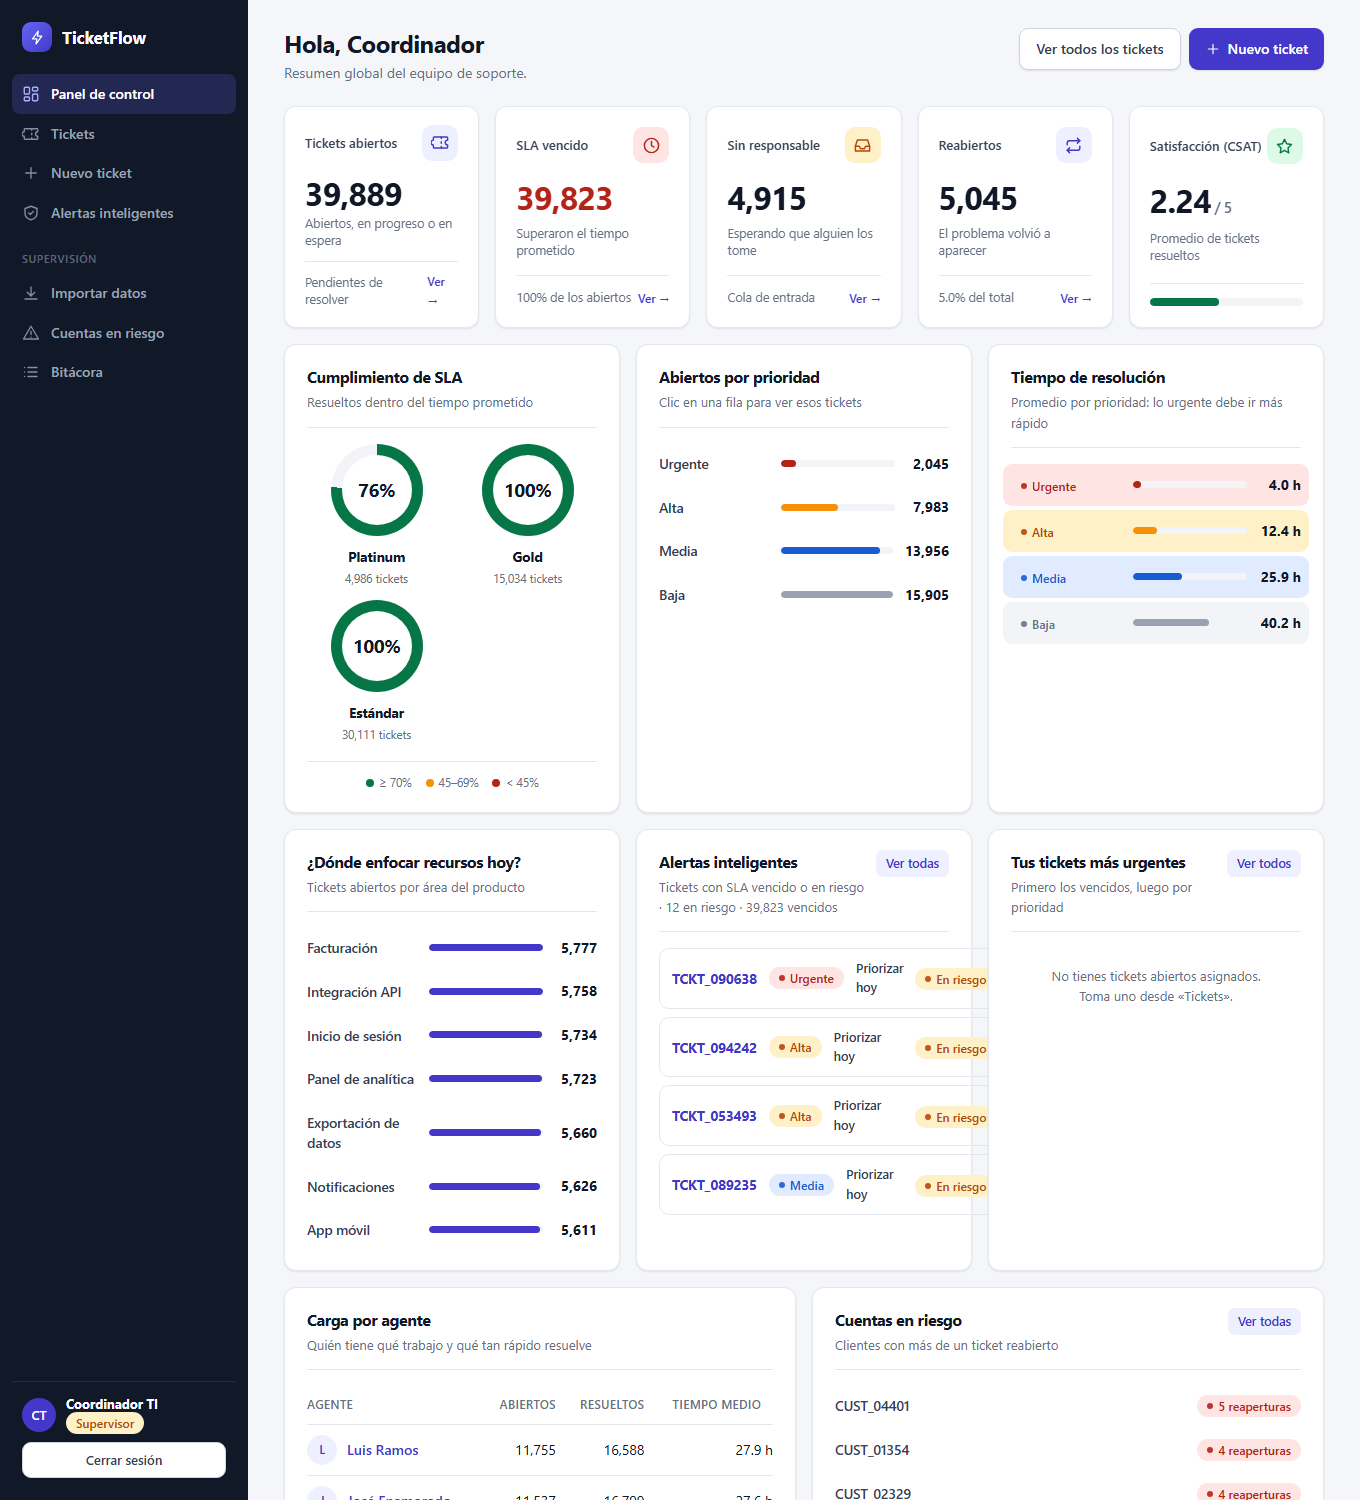 TicketFlow
Panel de control
Tickets
Nuevo ticket
Alertas inteligentes
SUPERVISIÓN
Importar datos
Cuentas en riesgo
Bitácora
CT
Coordinador TI
Supervisor
Cerrar sesión
Hola, Coordinador
Resumen global del equipo de soporte.
Ver todos los tickets
Nuevo ticket
Tickets abiertos
39,889
Abiertos, en progreso o en
espera
Pendientes de
resolver
Ver
→
SLA vencido
39,823
Superaron el tiempo
prometido
100% de los abiertos
Ver →
Sin responsable
4,915
Esperando que alguien los
tome
Cola de entrada
Ver →
Reabiertos
5,045
El problema volvió a
aparecer
5.0% del total
Ver →
Satisfacción (CSAT)
2.24 / 5
Promedio de tickets
resueltos
Cumplimiento de SLA
Resueltos dentro del tiempo prometido
76%
Platinum
4,986 tickets
100%
Gold
15,034 tickets
100%
Estándar
30,111 tickets
≥ 70%
45–69%
< 45%
Abiertos por prioridad
Clic en una fila para ver esos tickets
Urgente 2,045
Alta 7,983
Media 13,956
Baja 15,905
Tiempo de resolución
Promedio por prioridad: lo urgente debe ir más
rápido
Urgente 4.0 h
Alta 12.4 h
Media 25.9 h
Baja 40.2 h
¿Dónde enfocar recursos hoy?
Tickets abiertos por área del producto
Facturación 5,777
Integración API 5,758
Inicio de sesión 5,734
Panel de analítica 5,723
Exportación de
datos 5,660
Notificaciones 5,626
App móvil 5,611
Alertas inteligentes
Ver todas
Tickets con SLA vencido o en riesgo
· 12 en riesgo · 39,823 vencidos
TCKT_090638 Urgente Priorizar
hoy
En riesgo
TCKT_094242 Alta Priorizar
hoy
En riesgo
TCKT_053493 Alta Priorizar
hoy
En riesgo
TCKT_089235 Media Priorizar
hoy
En riesgo
Tus tickets más urgentes
Ver todos
Primero los vencidos, luego por
prioridad
No tienes tickets abiertos asignados.
Toma uno desde «Tickets».
Carga por agente
Quién tiene qué trabajo y qué tan rápido resuelve
AGENTE ABIERTOS RESUELTOS TIEMPO MEDIO
L Luis Ramos 11,755 16,588 27.9 h
Cuentas en riesgo
Ver todas
Clientes con más de un ticket reabierto
CUST_04401 5 reaperturas
CUST_01354 4 reaperturas
CUST_02329 4 reaperturas